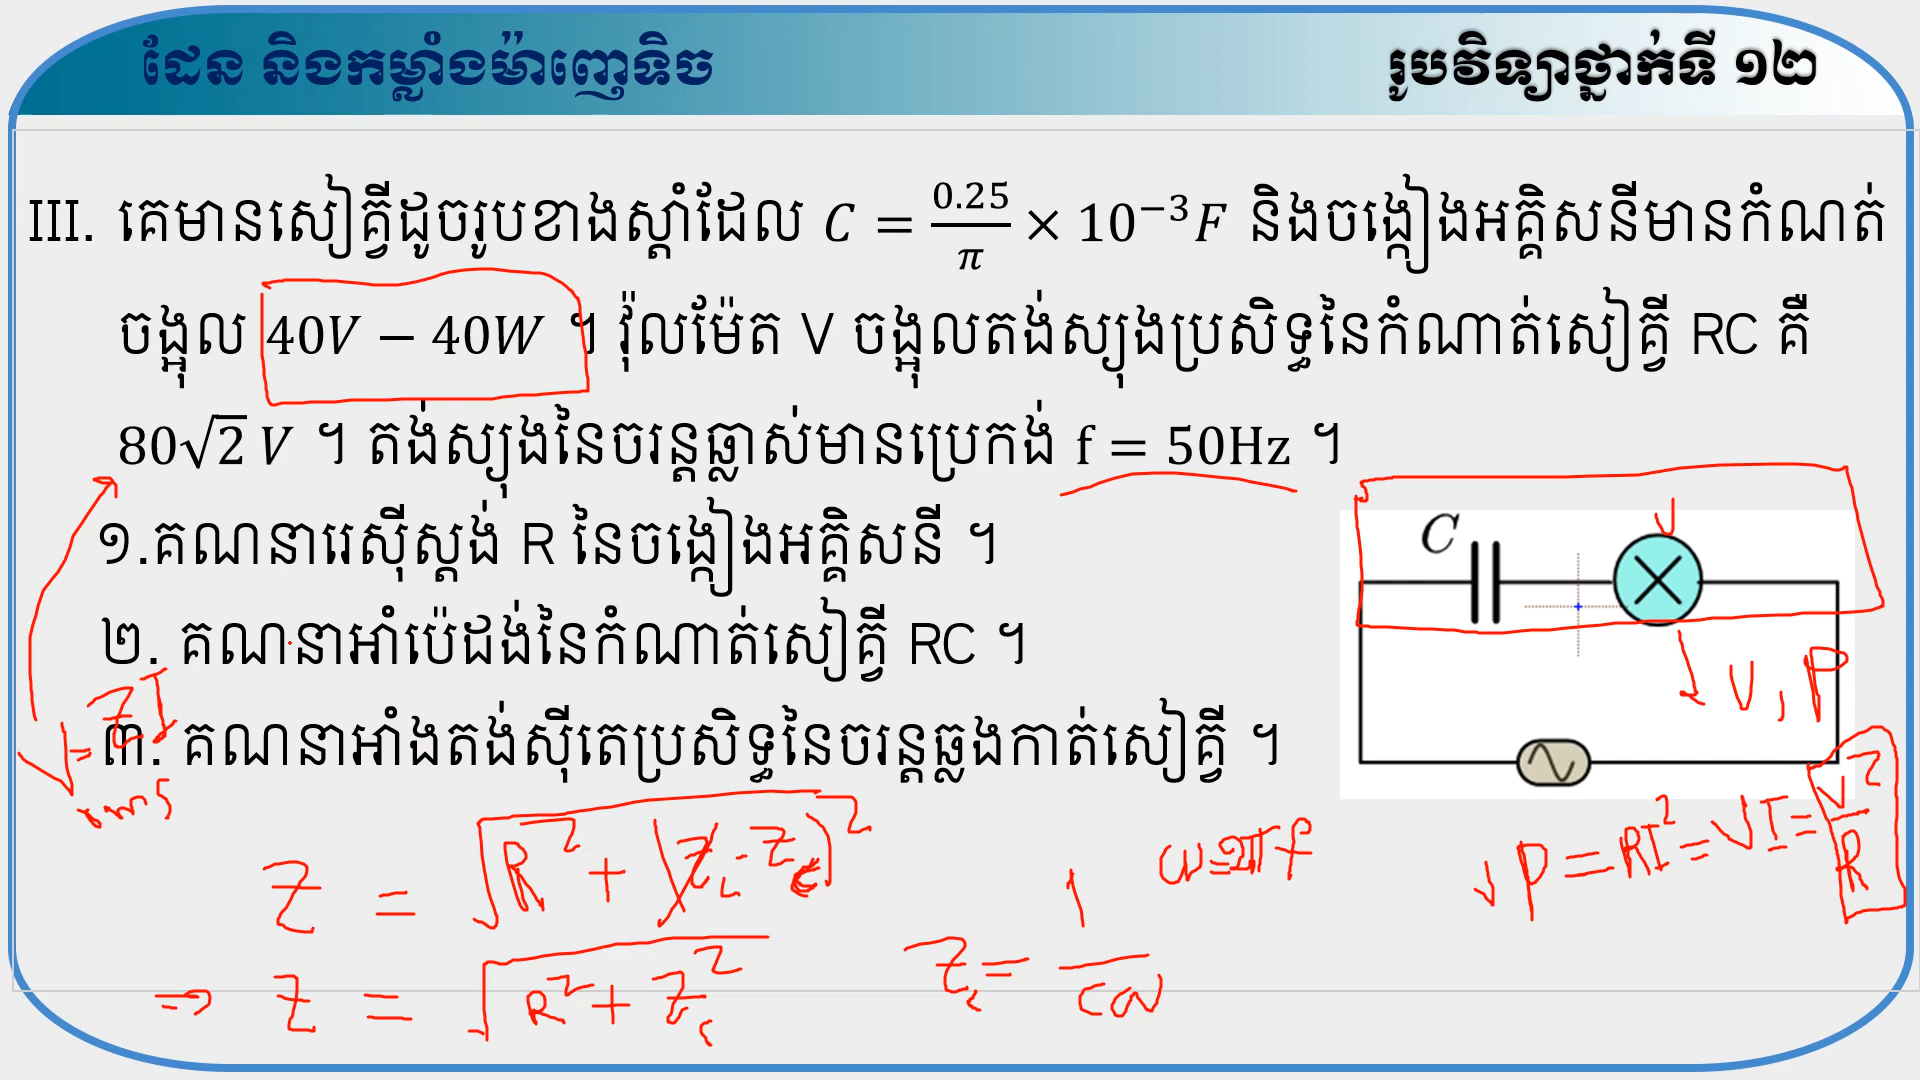 ដែន និងកម្លាំងម៉ាញេទិច
រូបវិទ្យាថ្នាក់ទី ១២
III. គេមានសៀគ្វីដូចរូបខាងស្តាំដែល C = 0.25/π × 10⁻³F និងចង្កៀងអគ្គិសនីមានកំណត់
ចង្អុល 40V − 40W ។ វ៉ុលម៉ែត V ចង្អុលតង់ស្យុងប្រសិទ្ធនៃកំណាត់សៀគ្វី RC គឺ
80√2 V ។ តង់ស្យុងនៃចរន្តឆ្លាស់មានប្រេកង់ f = 50Hz ។
១.គណនារេស៊ីស្តង់ R នៃចង្កៀងអគ្គិសនី ។
២. គណនាអាំប៉េដង់នៃកំណាត់សៀគ្វី RC ។
៣. គណនាអាំងតង់ស៊ីតេប្រសិទ្ធនៃចរន្តឆ្លងកាត់សៀគ្វី ។
C
V
V, P
V = ZI
rms
Z = √R² + (Z_L - Z_C)²
ω = 2πf
P = RI² = VI = V²/R
⇒ Z = √R² + Z_C²
Z_C = 1/Cω